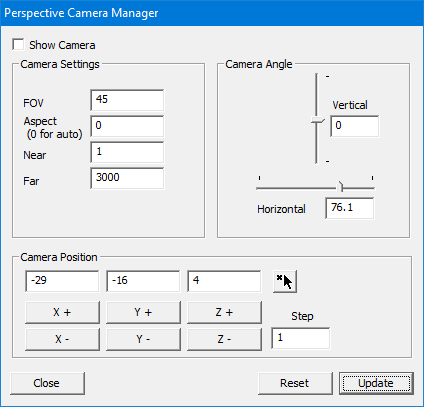 Perspective Camera Manager
Show Camera
Camera Settings
FOV 45
Aspect
(0 for auto) 0
Near 1
Far 3000
Camera Angle
-
Vertical
0
-
Horizontal 76.1
Camera Position
-29 -16 4
X + Y + Z +
Step
X - Y - Z - 1
Close Reset Update